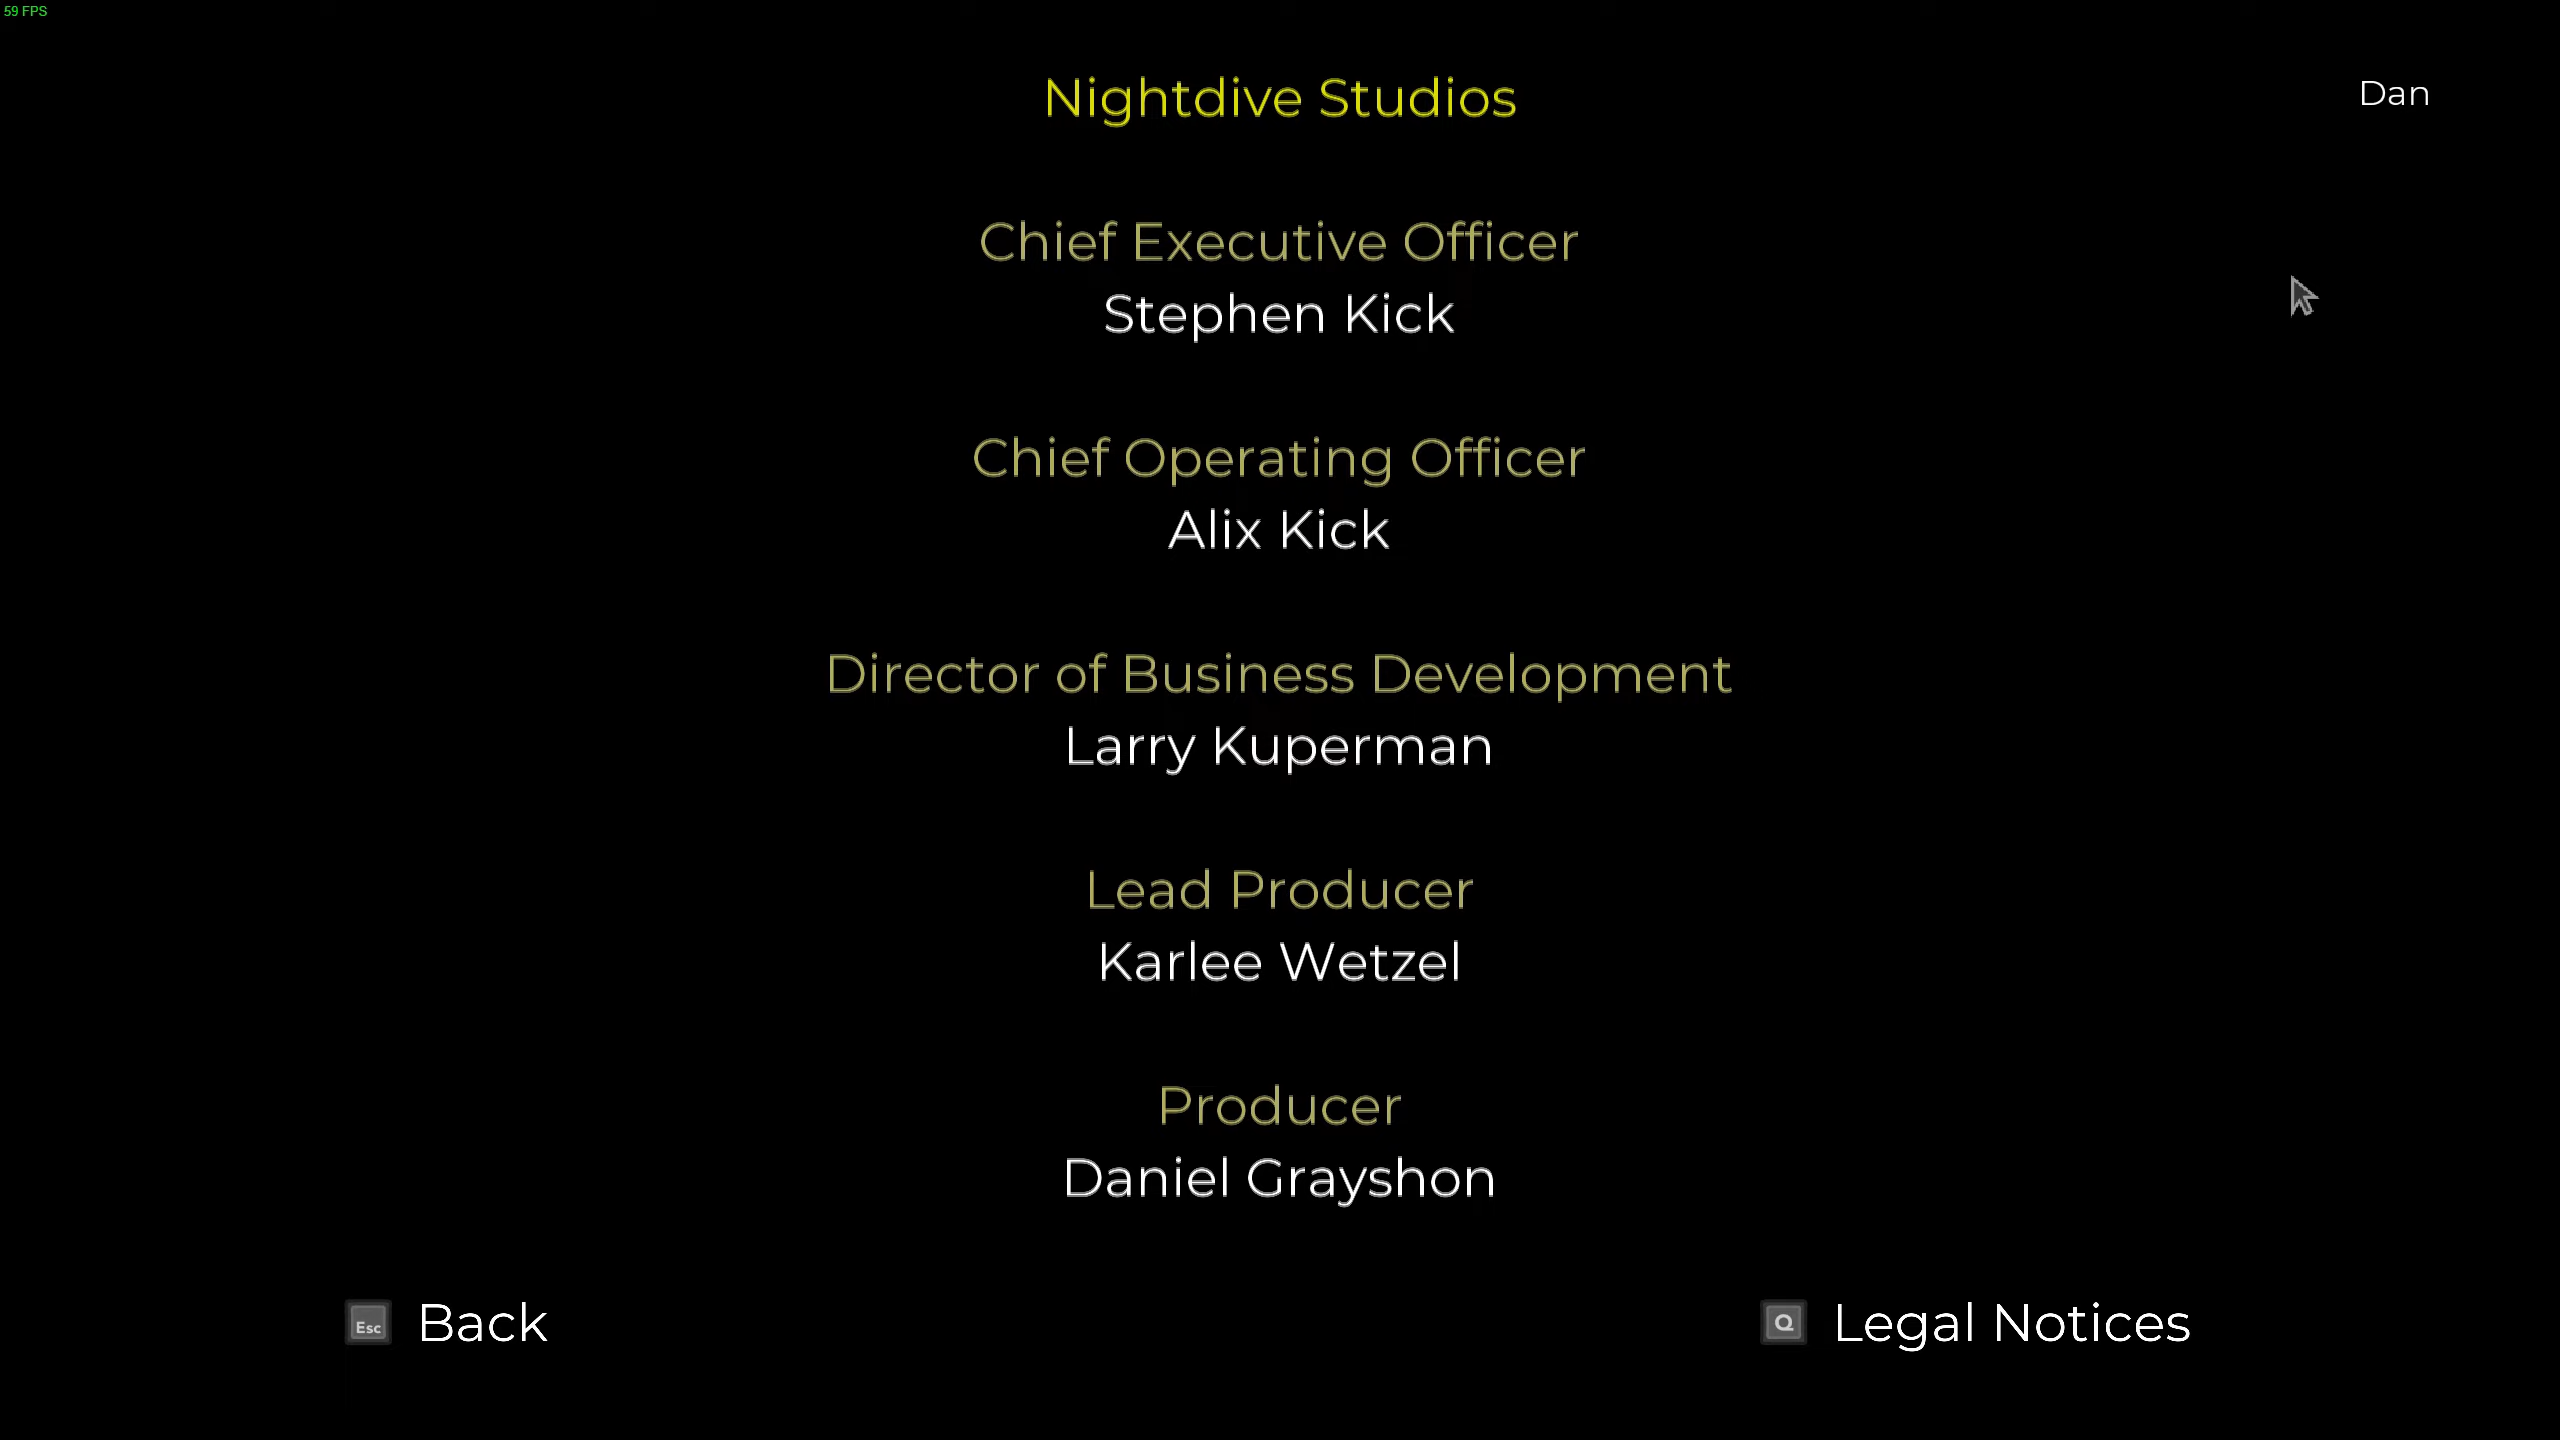 59 FPS
Nightdive Studios
Dan
Chief Executive Officer
Stephen Kick
Chief Operating Officer
Alix Kick
Director of Business Development
Larry Kuperman
Lead Producer
Karlee Wetzel
Producer
Daniel Grayshon
Esc Back
Q Legal Notices